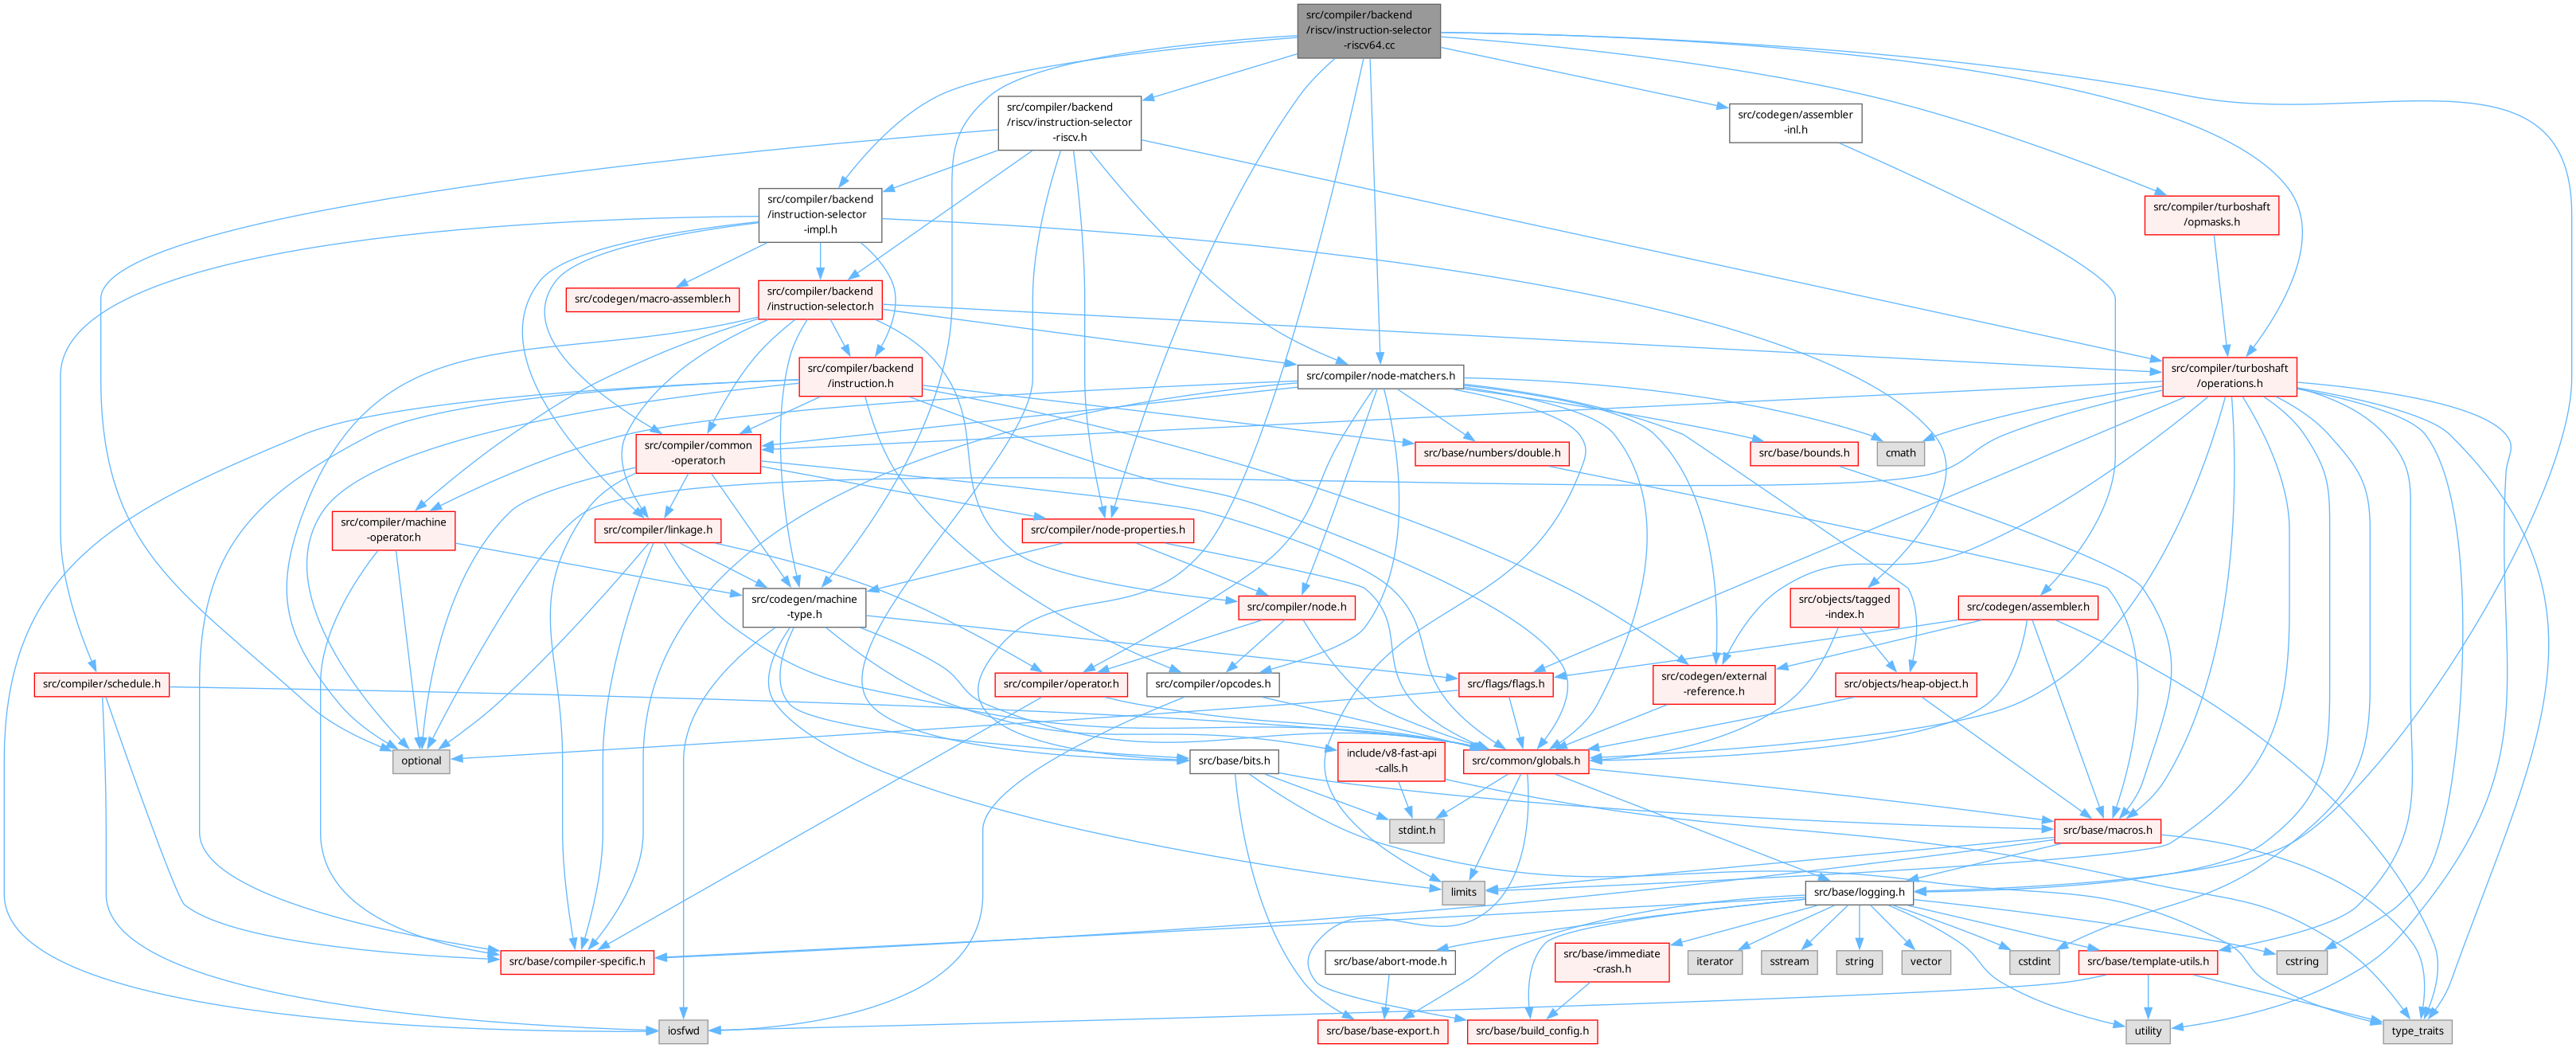 src/compiler/backend
/riscv/instruction-selector
-riscv64.cc
src/compiler/backend
/riscv/instruction-selector
-riscv.h
src/codegen/assembler
-inl.h
src/compiler/backend
/instruction-selector
-impl.h
src/compiler/turboshaft
/opmasks.h
src/codegen/macro-assembler.h
src/compiler/backend
/instruction-selector.h
src/compiler/backend
/instruction.h
src/compiler/node-matchers.h
src/compiler/turboshaft
/operations.h
src/compiler/common
-operator.h
src/base/numbers/double.h
src/base/bounds.h
cmath
src/compiler/machine
-operator.h
src/compiler/linkage.h
src/compiler/node-properties.h
src/codegen/machine
-type.h
src/compiler/node.h
src/objects/tagged
-index.h
src/codegen/assembler.h
src/compiler/schedule.h
src/compiler/operator.h
src/compiler/opcodes.h
src/flags/flags.h
src/codegen/external
-reference.h
src/objects/heap-object.h
optional
src/base/bits.h
include/v8-fast-api
-calls.h
src/common/globals.h
stdint.h
src/base/macros.h
limits
src/base/logging.h
src/base/compiler-specific.h
src/base/abort-mode.h
src/base/immediate
-crash.h
iterator
sstream
string
vector
cstdint
src/base/template-utils.h
cstring
iosfwd
src/base/base-export.h
src/base/build_config.h
utility
type_traits